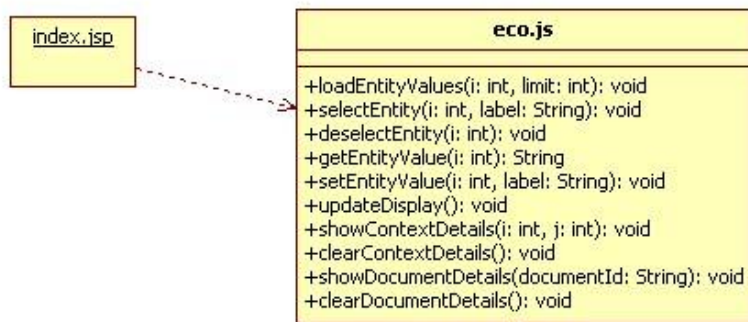 index.jsp
eco.js
+loadEntityValues(i: int, limit: int): void
+selectEntity(i: int, label: String): void
+deselectEntity(i: int): void
+getEntityValue(i: int): String
+setEntityValue(i: int, label: String): void
+updateDisplay(): void
+showContextDetails(i: int, j: int): void
+clearContextDetails(): void
+showDocumentDetails(documentId: String): void
+clearDocumentDetails(): void